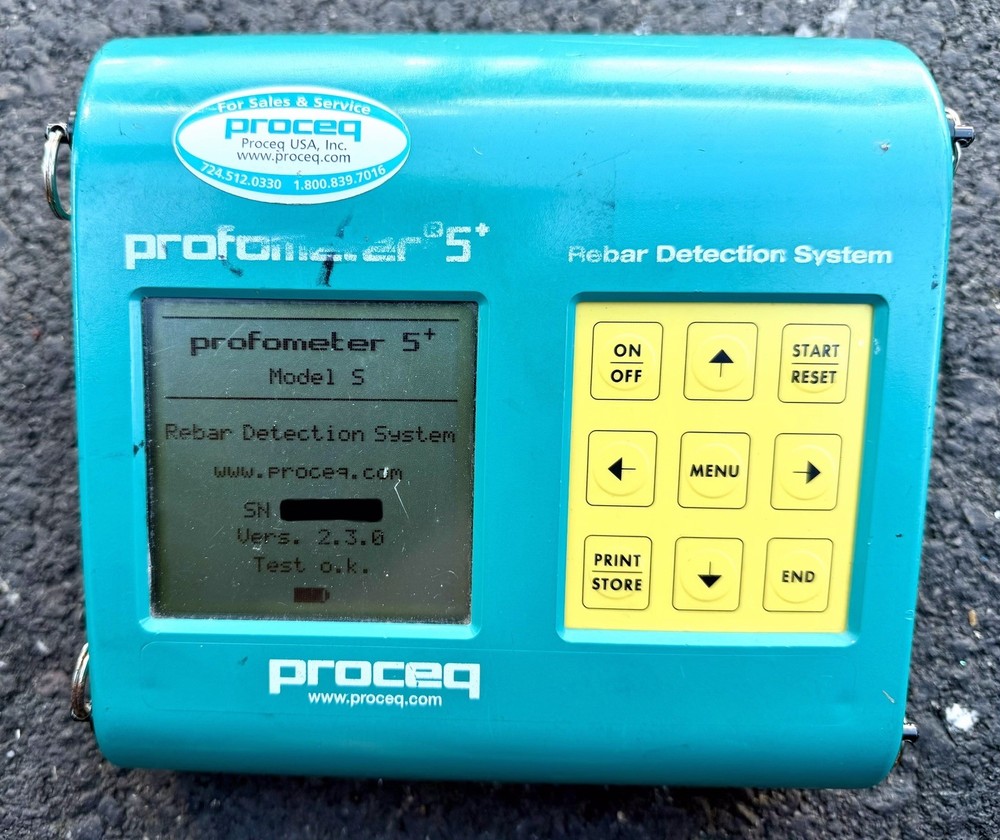 For Sales & Service
proceq
Proceq USA, Inc.
www.proceq.com
724.512.0330 1.800.839.7016
profometer®5+
Rebar Detection System
profometer 5+
Model S
Rebar Detection System
www.proceq.com
SN
Vers. 2.3.0
Test o.k.
ON
OFF
START
RESET
MENU
PRINT
STORE
END
proceq
www.proceq.com